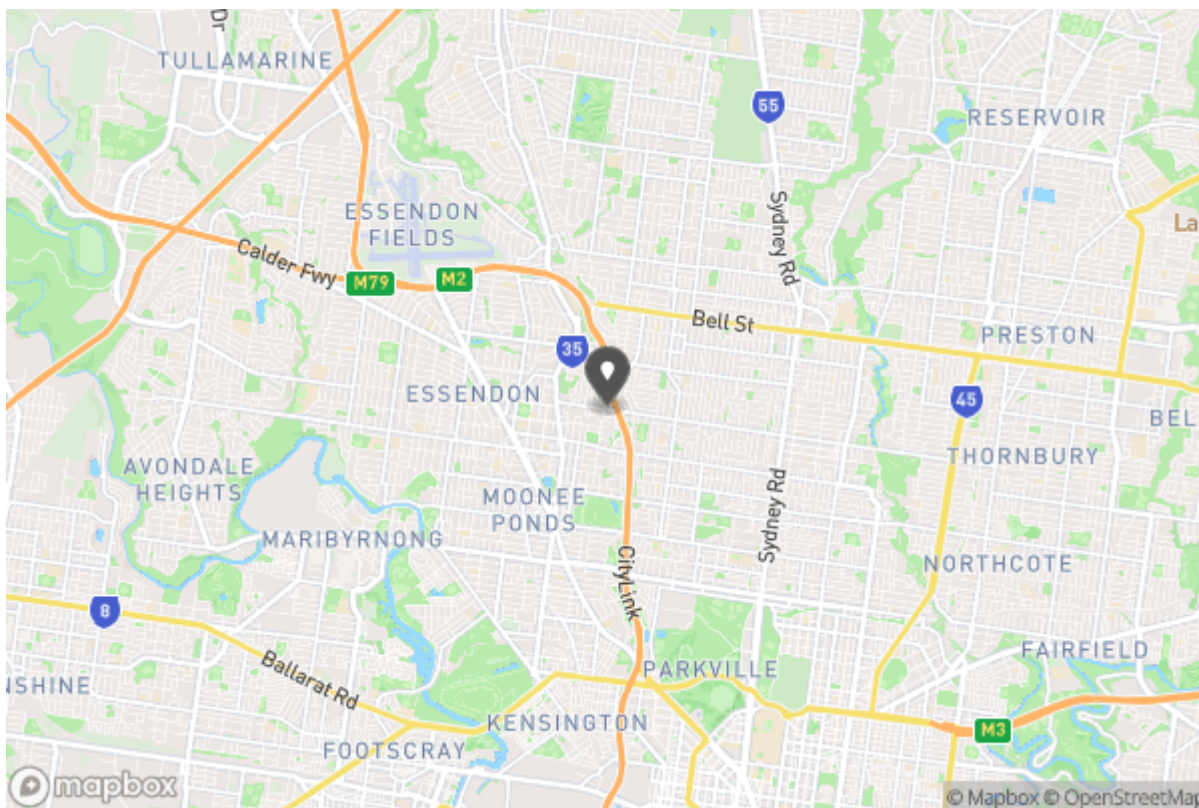 Dr
TULLAMARINE
55
RESERVOIR
ESSENDON
FIELDS
Sydney Rd
La
Calder Fwy
M79
M2
Bell St
PRESTON
35
ESSENDON
45
BEL
THORNBURY
AVONDALE
HEIGHTS
MOONEE
PONDS
Sydney Rd
MARIBYRNONG
CityLink
NORTHCOTE
8
FAIRFIELD
Ballarat Rd
PARKVILLE
NSHINE
KENSINGTON
M3
FOOTSCRAY
mapbox
© Mapbox © OpenStreetMap